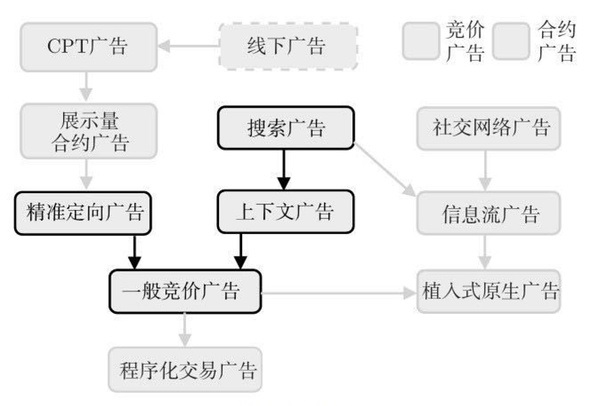 CPT广告
线下广告
竞价
广告
合约
广告
展示量
合约广告
搜索广告
社交网络广告
精准定向广告
上下文广告
信息流广告
一般竞价广告
植入式原生广告
程序化交易广告